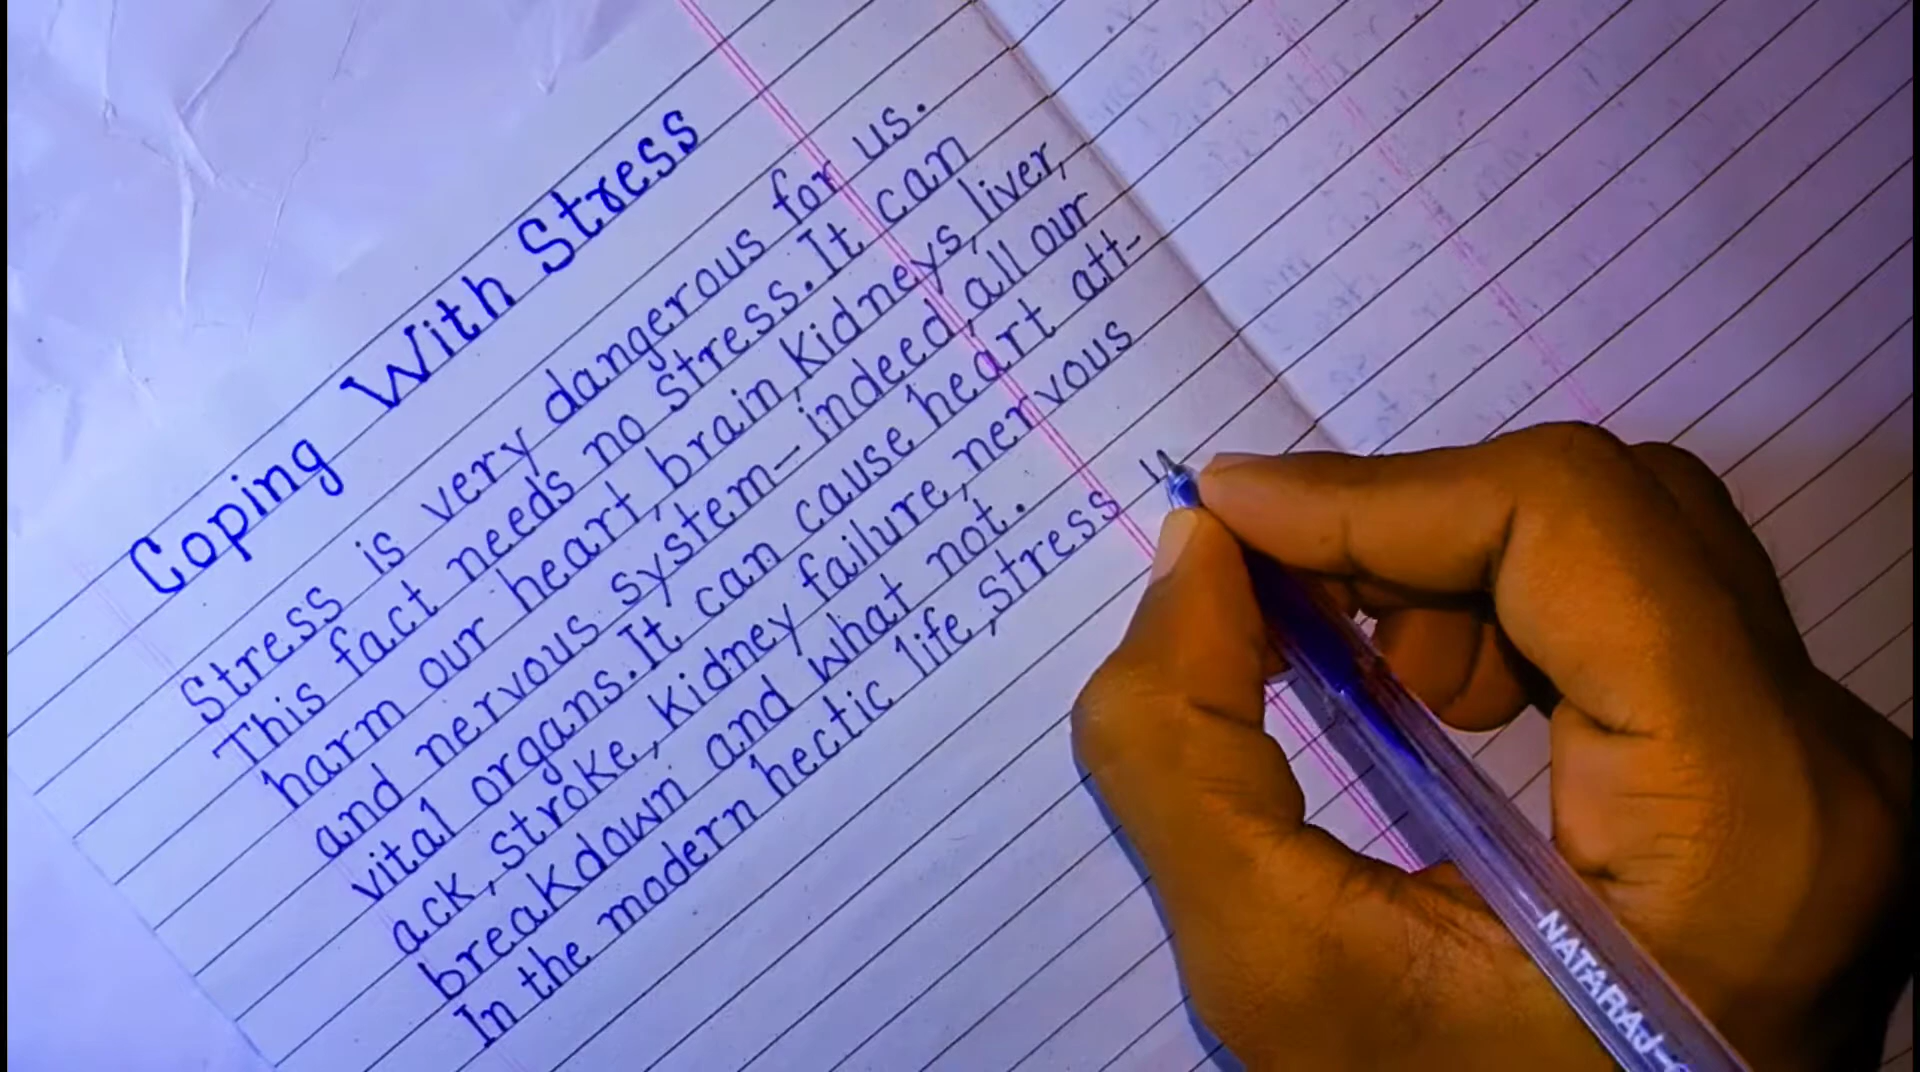 Coping With Stress
Stress is very dangerous for us.
This fact needs no stress. It can
harm our heart, brain, kidneys, liver,
and nervous system- indeed, all our
vital organs. It can cause heart att-
ack, stroke, kidney failure, nervous
breakdown and what not.
In the modern hectic life, stress
NATARAJ